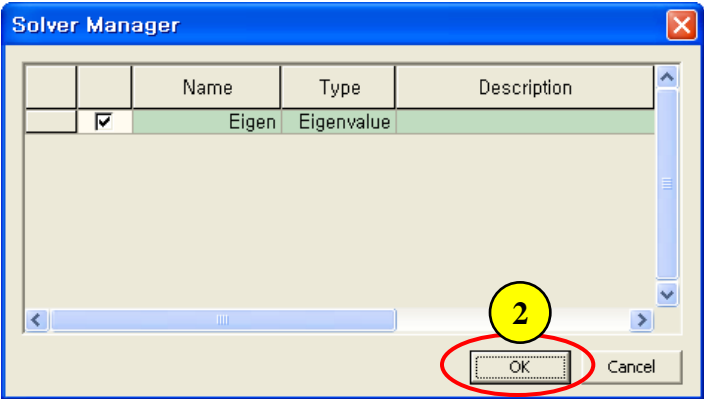 Solver Manager
Name Type Description
Eigen Eigenvalue
2
OK Cancel